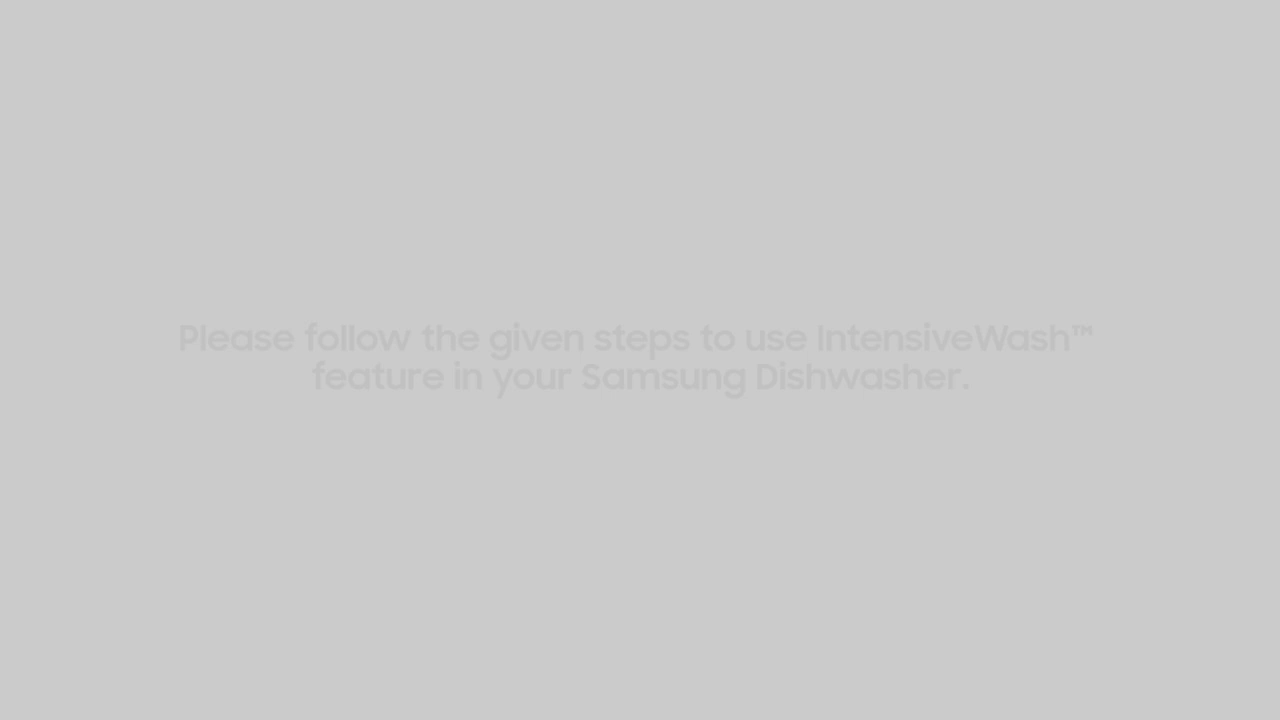 Please follow the given steps to use IntensiveWash™
feature in your Samsung Dishwasher.